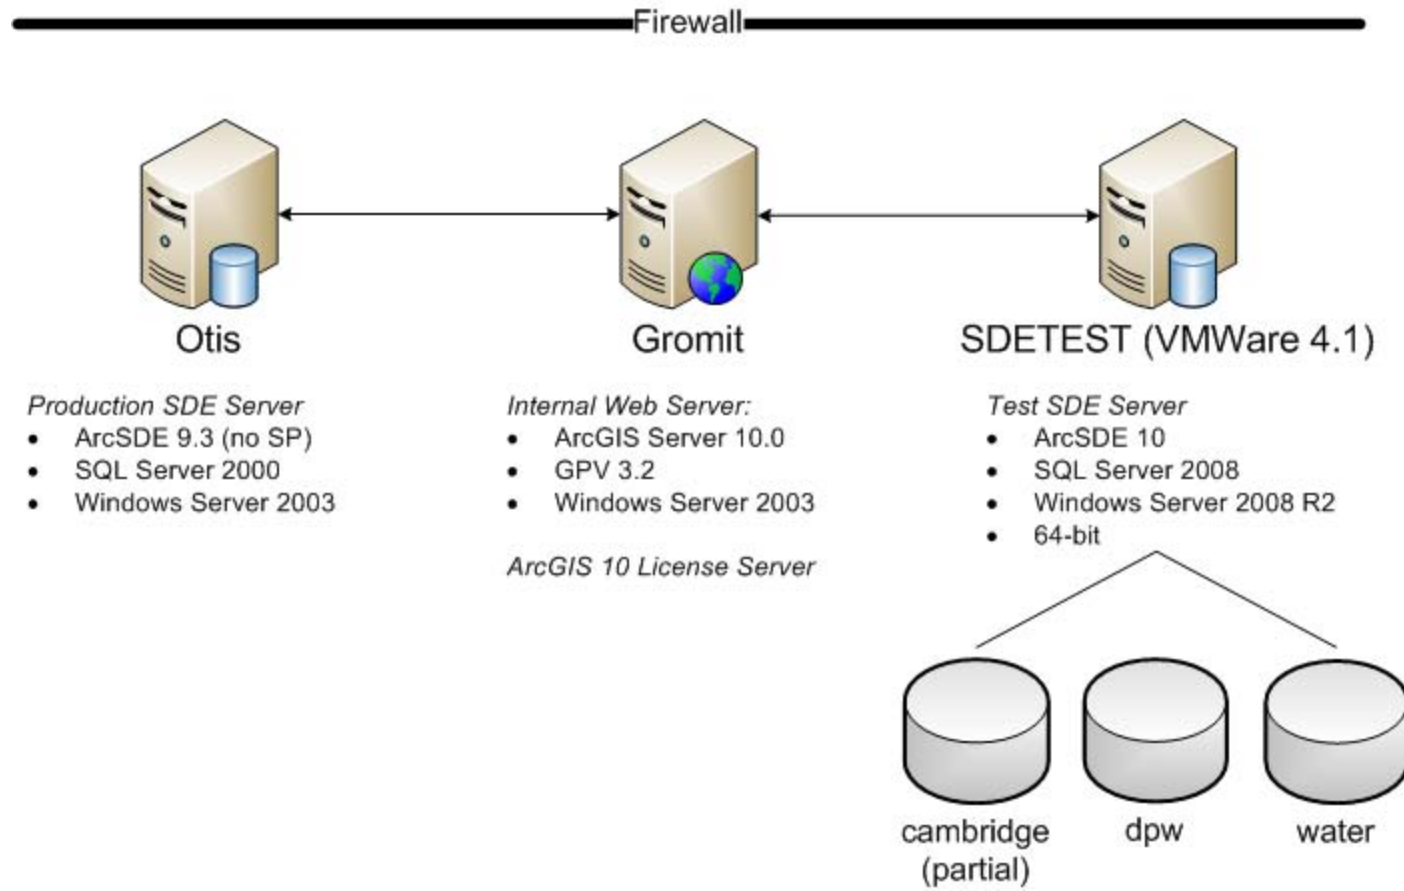 Firewall
Otis
Production SDE Server
• ArcSDE 9.3 (no SP)
• SQL Server 2000
• Windows Server 2003
Gromit
Internal Web Server:
• ArcGIS Server 10.0
• GPV 3.2
• Windows Server 2003
ArcGIS 10 License Server
SDETEST (VMWare 4.1)
Test SDE Server
• ArcSDE 10
• SQL Server 2008
• Windows Server 2008 R2
• 64-bit
cambridge
(partial)
dpw
water